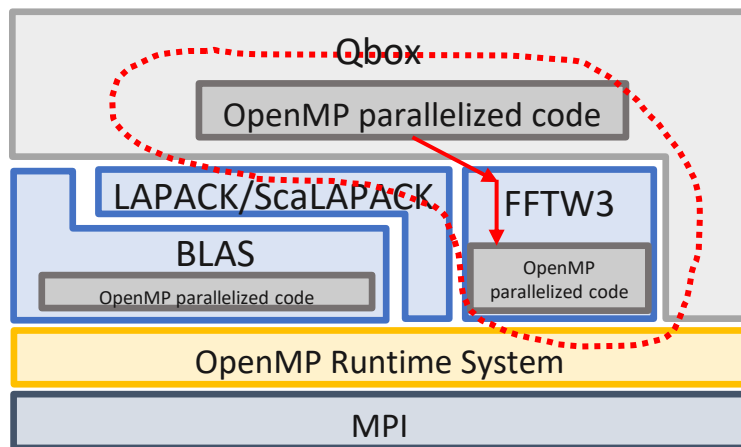 Qbox
OpenMP parallelized code
LAPACK/ScaLAPACK
FFTW3
BLAS
OpenMP
parallelized code
OpenMP parallelized code
OpenMP Runtime System
MPI